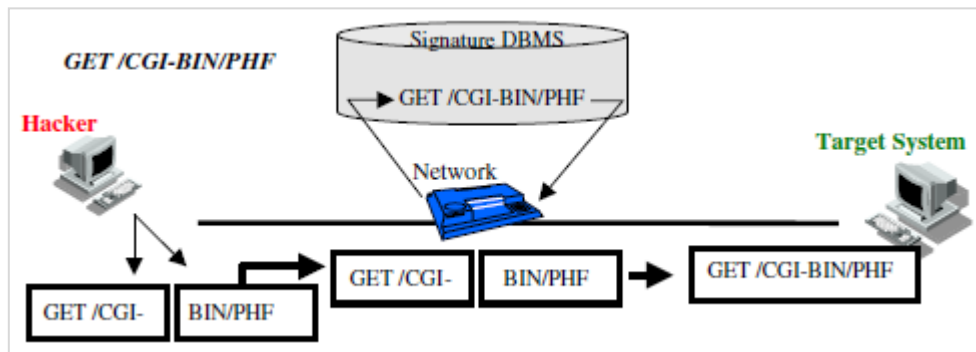 Signature DBMS
GET /CGI-BIN/PHF
GET /CGI-BIN/PHF
Hacker
Target System
Network
GET /CGI-
BIN/PHF
GET /CGI-
BIN/PHF
GET /CGI-BIN/PHF